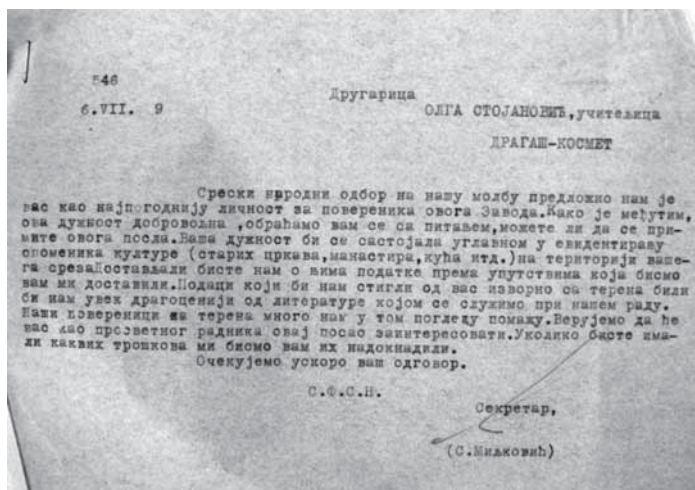 546
6.VII. 9
Другарица
ОЛГА СТОЈАНОВИЋ,учитељица
ДРАГАШ-КОСМЕТ
Срески народни одбор на нашу молбу предложио нам је
вас као најпогоднију личност за повереника овога Завода.Како је међутим,
ова дужност добровољна ,обраћамо вам се са питањем,можете ли да се при-
мите овога посла.Ваша дужност би се састојала углавном у евидентирању
споменика културе (старих цркава,манастира,кућа итд.)на територији ваше-
га среза.Достављали бисте нам о њима податке према упутствима која бисмо
вам ми доставили.Подаци који би нам стигли од вас изворно са терена били
би нам увек драгоценији од литературе којом се служимо при нашем раду.
Наши повереници са терена много нам у том погледу помажу.Верујемо да ће
вас као просветног радника овај посао заинтересовати.Уколико бисте има-
ли каквих трошкова ми бисмо вам их надокнадили.
Очекујемо ускоро ваш одговор.
С.Ф.С.Н.
Секретар,
(С.Миљковић)